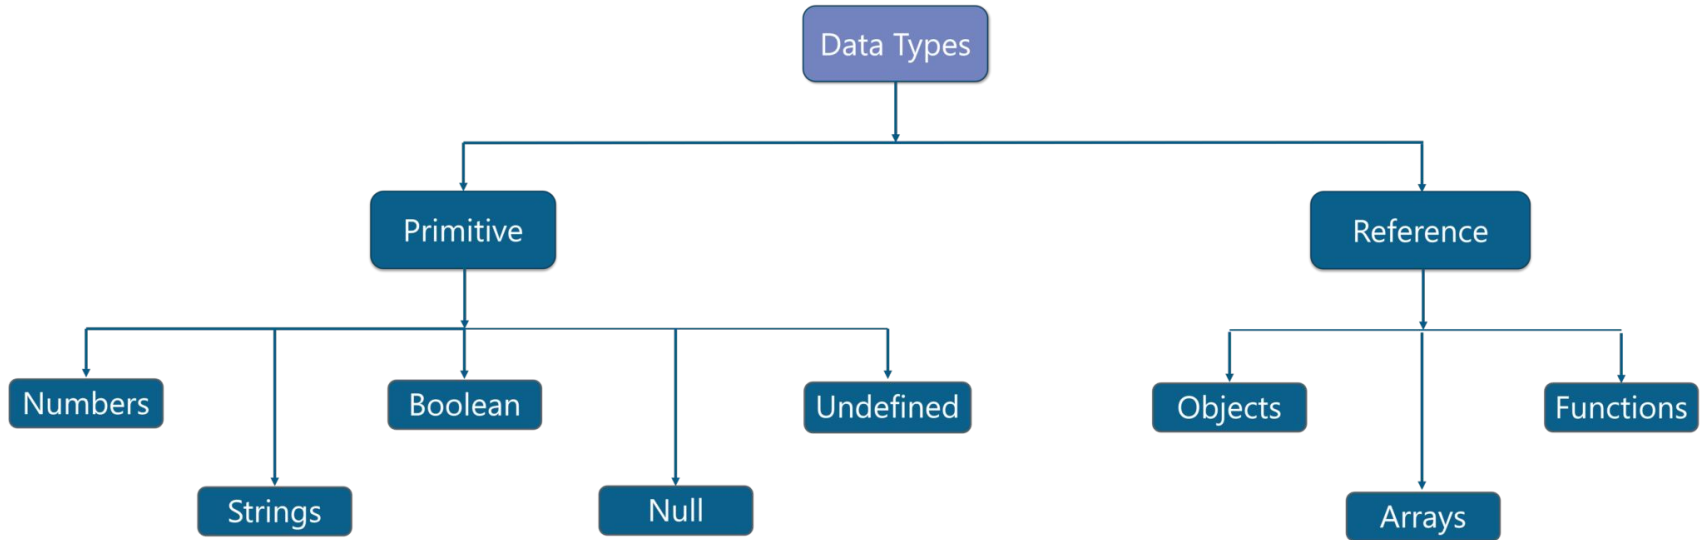 Data Types
Primitive
Reference
Numbers
Boolean
Undefined
Objects
Functions
Strings
Null
Arrays